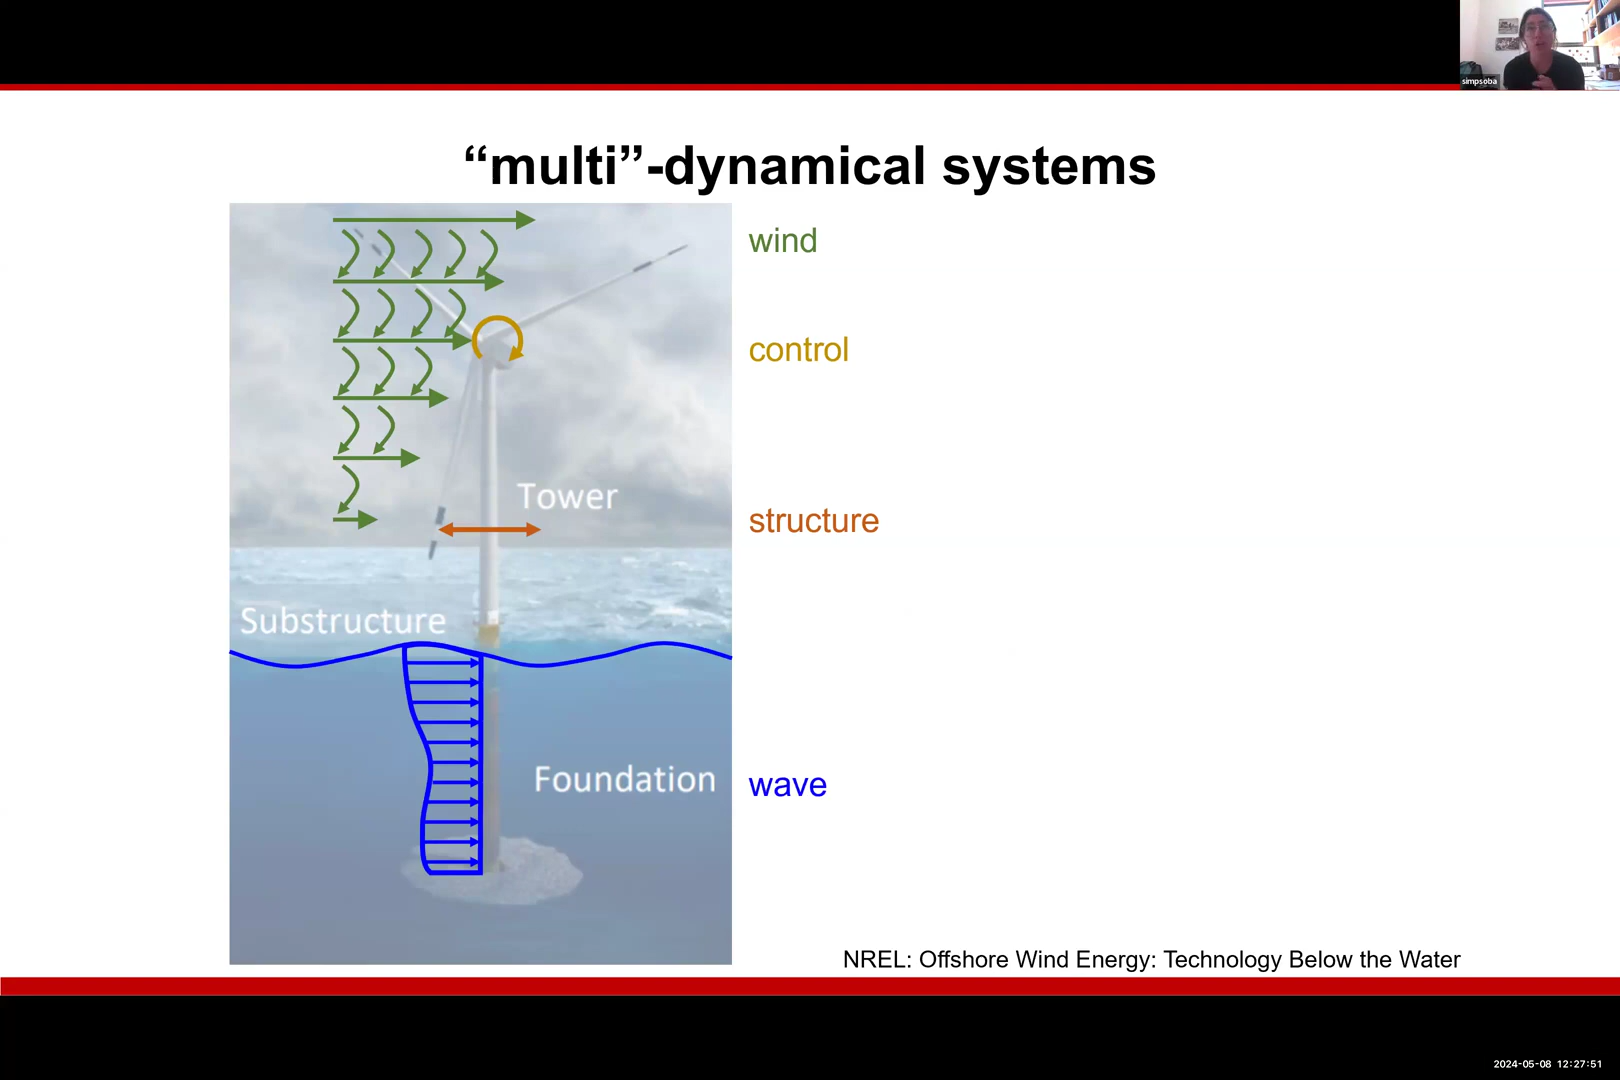 simpsoba
“multi”-dynamical systems
wind
control
Tower
structure
Substructure
Foundation
wave
NREL: Offshore Wind Energy: Technology Below the Water
2024-05-08 12:27:51